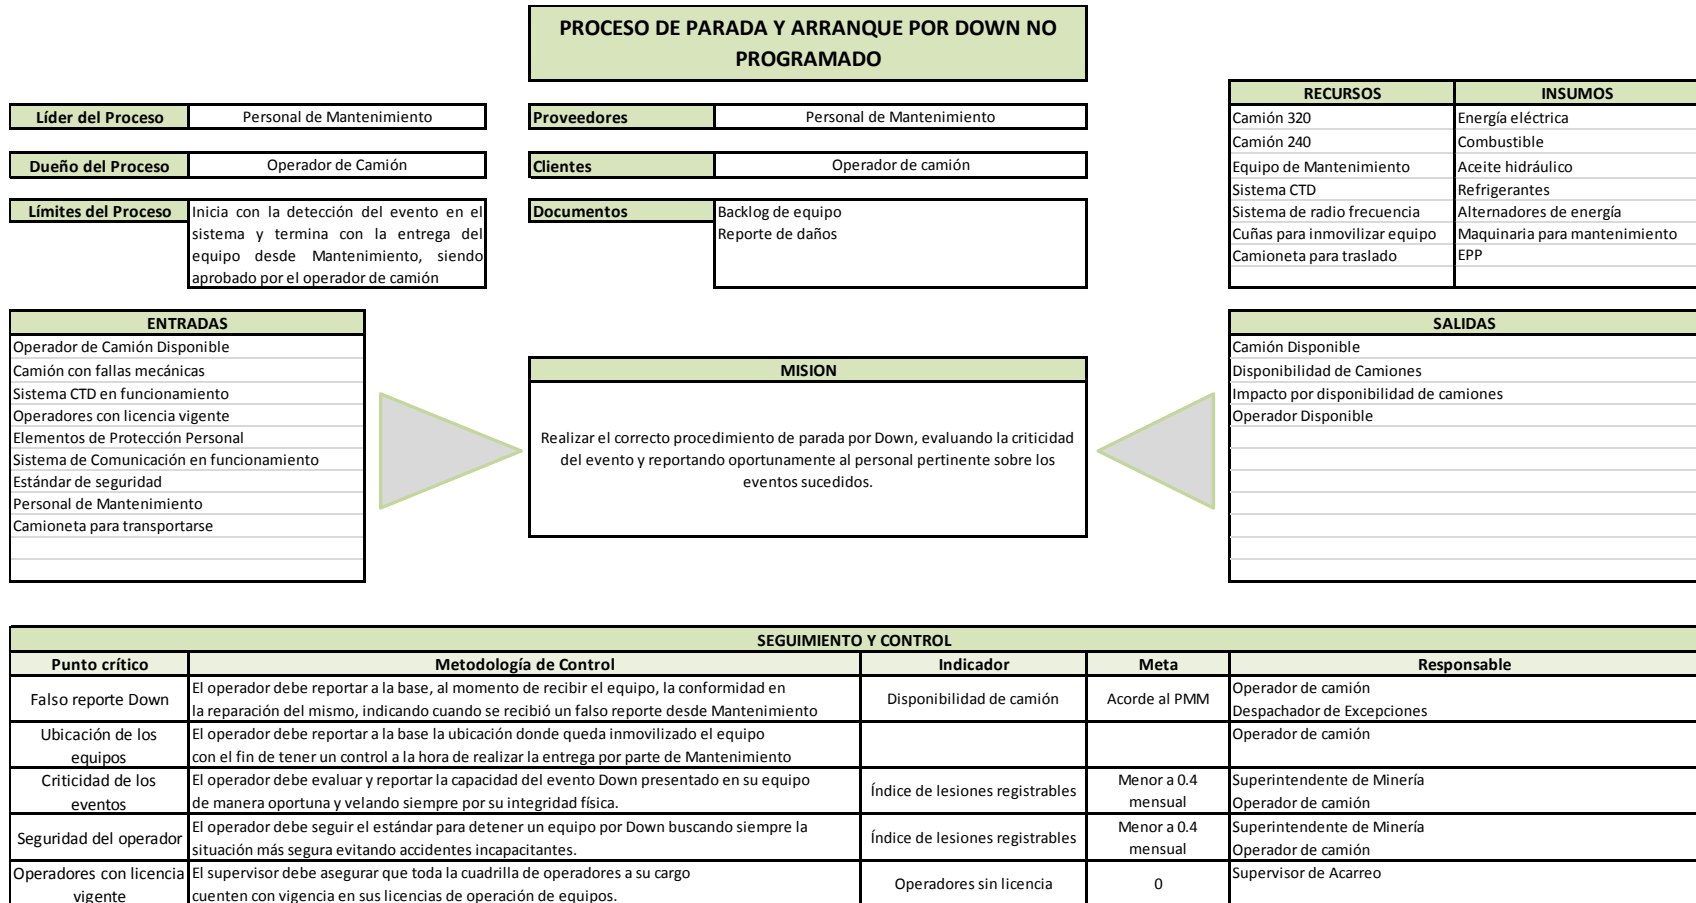 PROCESO DE PARADA Y ARRANQUE POR DOWN NO
PROGRAMADO
Líder del Proceso
Personal de Mantenimiento
Proveedores
Personal de Mantenimiento
Dueño del Proceso
Operador de Camión
Clientes
Operador de camión
Límites del Proceso
Inicia con la detección del evento en el
sistema y termina con la entrega del
equipo desde Mantenimiento, siendo
aprobado por el operador de camión
Documentos
Backlog de equipo
Reporte de daños
RECURSOS
INSUMOS
Camión 320
Energía eléctrica
Camión 240
Combustible
Equipo de Mantenimiento
Aceite hidráulico
Sistema CTD
Refrigerantes
Sistema de radio frecuencia
Alternadores de energía
Cuñas para inmovilizar equipo
Maquinaria para mantenimiento
Camioneta para traslado
EPP
ENTRADAS
Operador de Camión Disponible
Camión con fallas mecánicas
Sistema CTD en funcionamiento
Operadores con licencia vigente
Elementos de Protección Personal
Sistema de Comunicación en funcionamiento
Estándar de seguridad
Personal de Mantenimiento
Camioneta para transportarse
MISION
Realizar el correcto procedimiento de parada por Down, evaluando la criticidad
del evento y reportando oportunamente al personal pertinente sobre los
eventos sucedidos.
SALIDAS
Camión Disponible
Disponibilidad de Camiones
Impacto por disponibilidad de camiones
Operador Disponible
SEGUIMIENTO Y CONTROL
Punto crítico
Metodología de Control
Indicador
Meta
Responsable
Falso reporte Down
El operador debe reportar a la base, al momento de recibir el equipo, la conformidad en
la reparación del mismo, indicando cuando se recibió un falso reporte desde Mantenimiento
Disponibilidad de camión
Acorde al PMM
Operador de camión
Despachador de Excepciones
Ubicación de los
equipos
El operador debe reportar a la base la ubicación donde queda inmovilizado el equipo
con el fin de tener un control a la hora de realizar la entrega por parte de Mantenimiento
Operador de camión
Criticidad de los
eventos
El operador debe evaluar y reportar la capacidad del evento Down presentado en su equipo
de manera oportuna y velando siempre por su integridad física.
Índice de lesiones registrables
Menor a 0.4
mensual
Superintendente de Minería
Operador de camión
Seguridad del operador
El operador debe seguir el estándar para detener un equipo por Down buscando siempre la
situación más segura evitando accidentes incapacitantes.
Índice de lesiones registrables
Menor a 0.4
mensual
Superintendente de Minería
Operador de camión
Operadores con licencia
vigente
El supervisor debe asegurar que toda la cuadrilla de operadores a su cargo
cuenten con vigencia en sus licencias de operación de equipos.
Operadores sin licencia
0
Supervisor de Acarreo